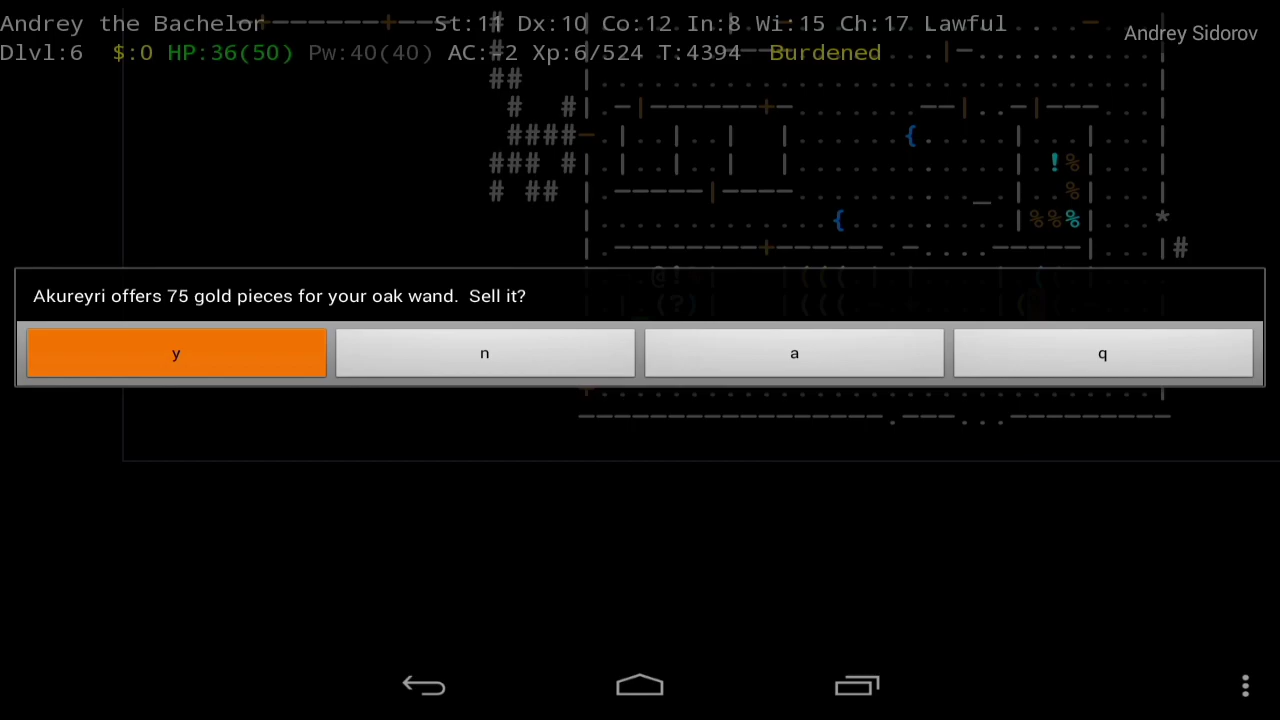 Andrey the Bachelor St:17 Dx:10 Co:12 In:8 Wi:15 Ch:17 Lawful
Andrey Sidorov
Dlvl:6 $:0 HP:36(50) Pw:40(40) AC:-2 Xp:6/524 T:4394 Burdened
Akureyri offers 75 gold pieces for your oak wand. Sell it?
y n a q